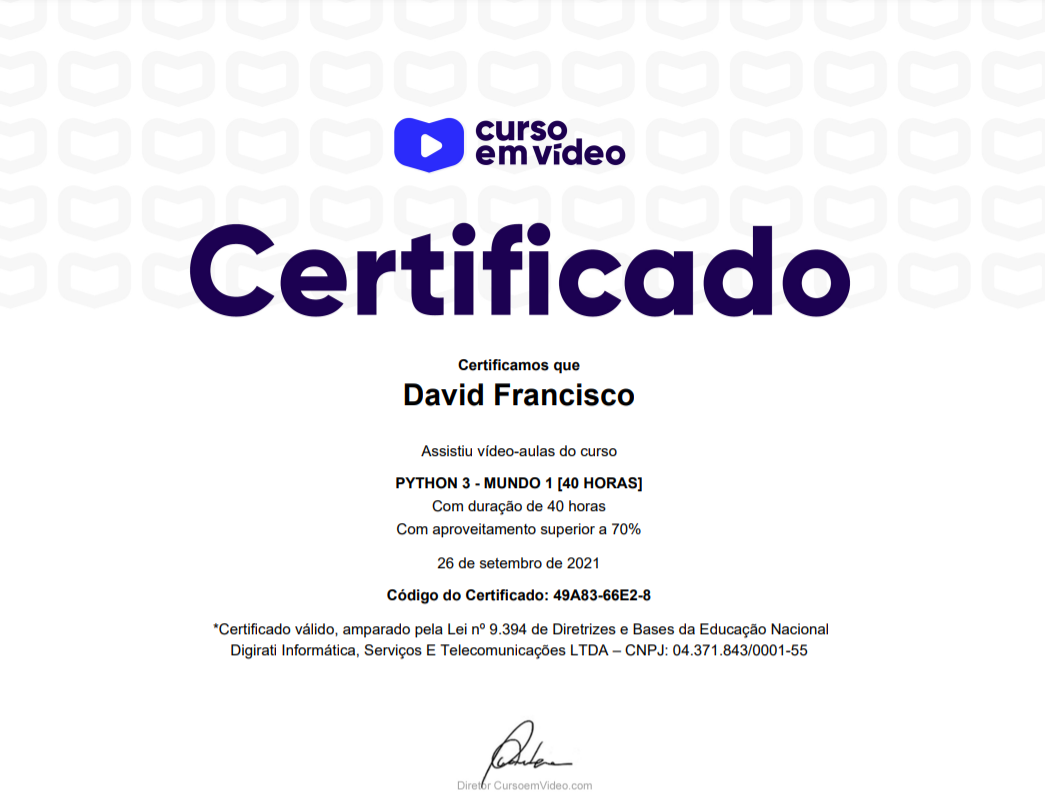 curso
em vídeo
Certificado
Certificamos que
David Francisco
Assistiu vídeo-aulas do curso
PYTHON 3 - MUNDO 1 [40 HORAS]
Com duração de 40 horas
Com aproveitamento superior a 70%
26 de setembro de 2021
Código do Certificado: 49A83-66E2-8
*Certificado válido, amparado pela Lei nº 9.394 de Diretrizes e Bases da Educação Nacional
Digirati Informática, Serviços E Telecomunicações LTDA – CNPJ: 04.371.843/0001-55
Diretor CursoemVideo.com